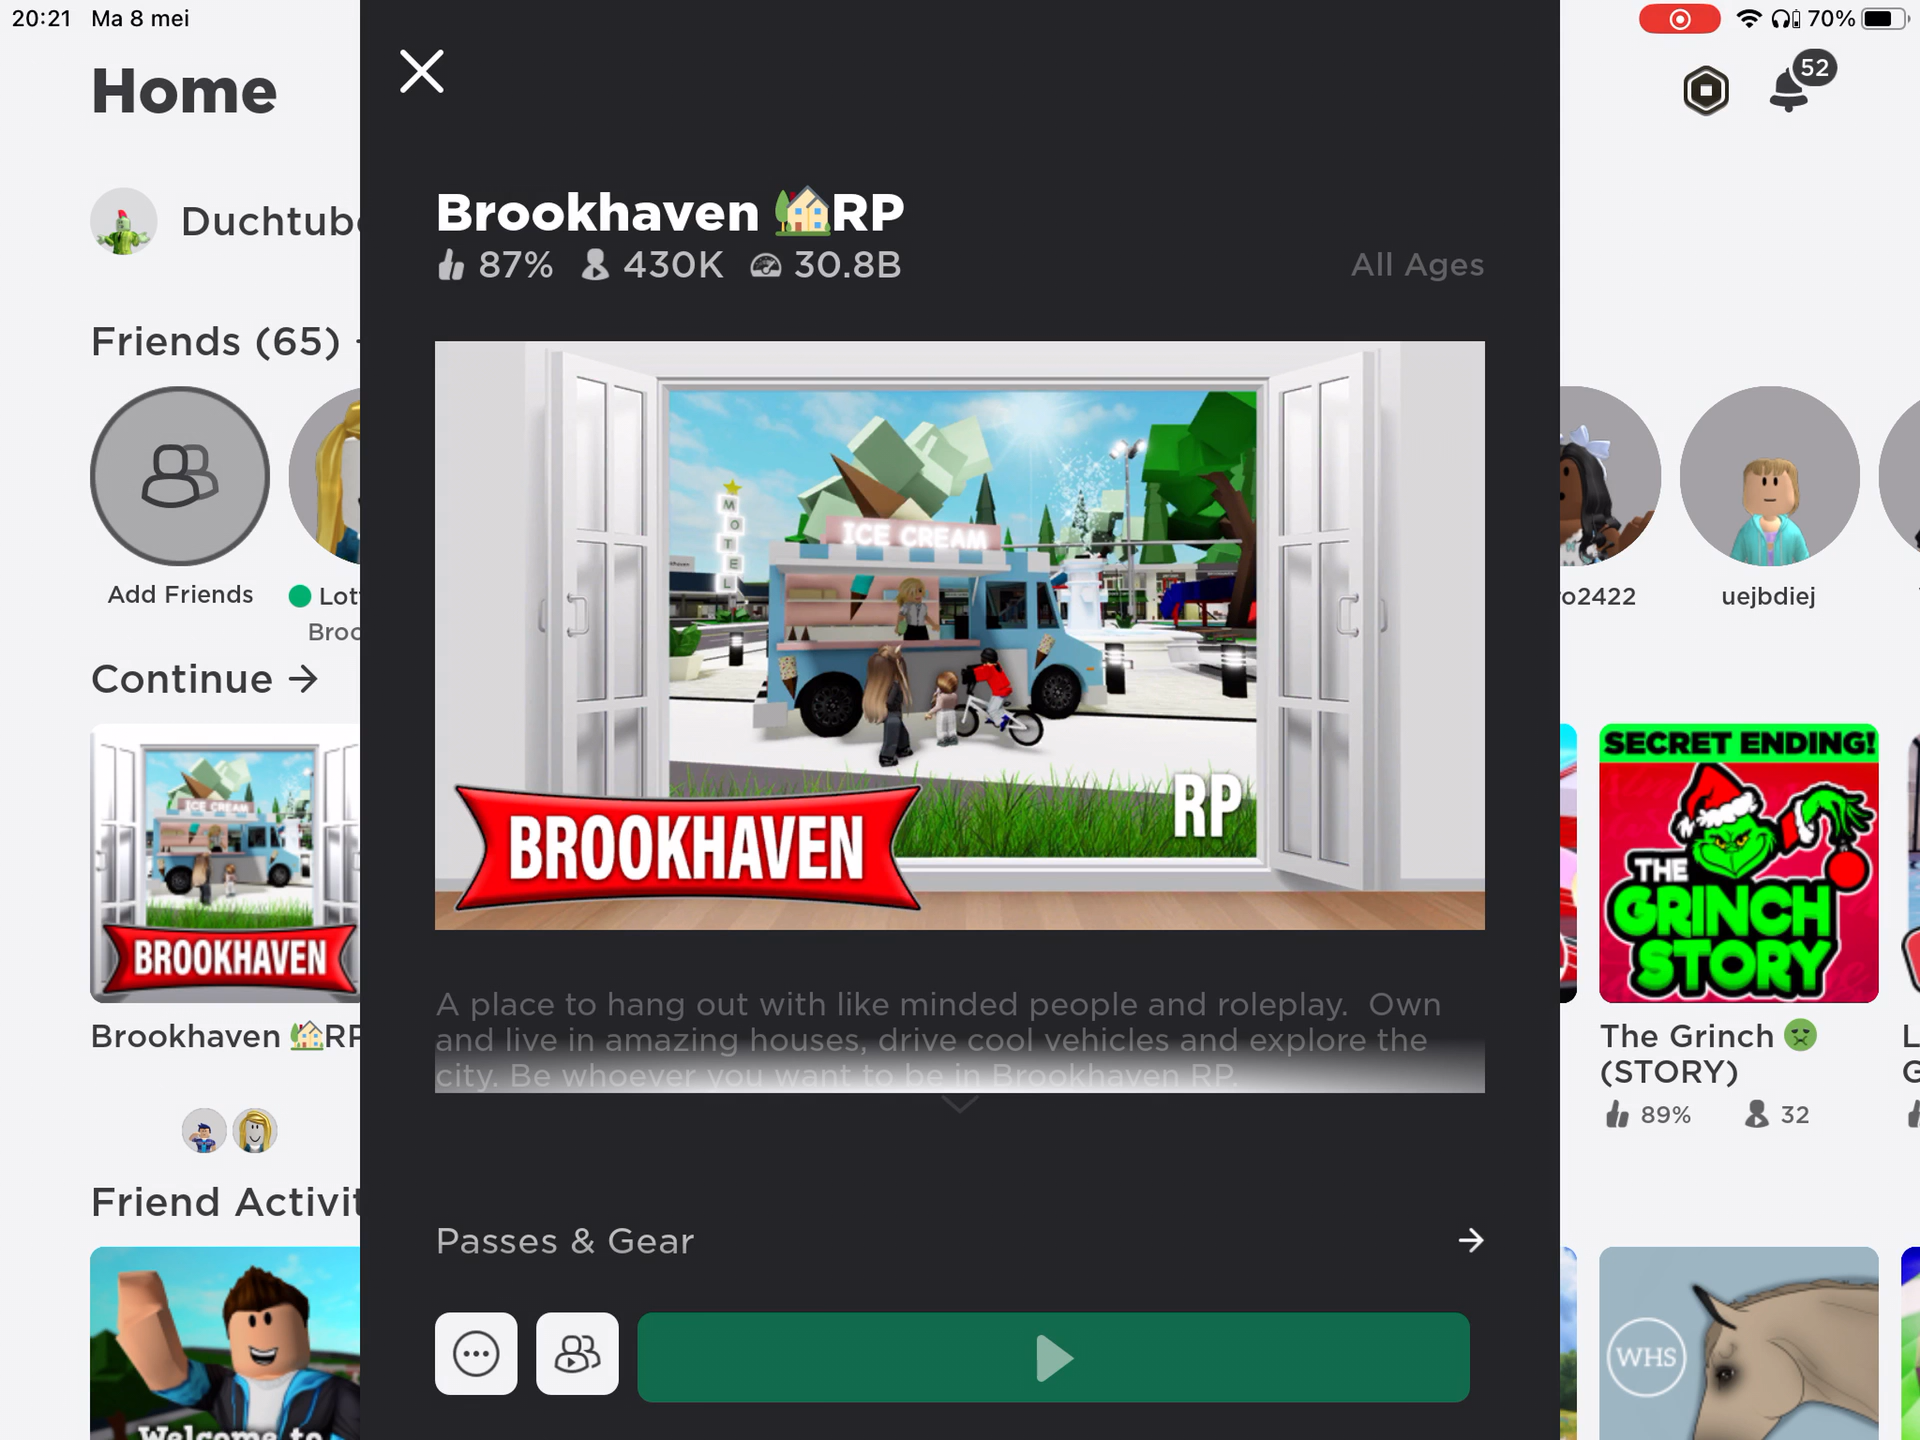 20:21 Ma 8 mei
70%
Home
52
Brookhaven 🏡RP
87% 430K 30.8B
All Ages
Friends (65)
Add Friends
uejbdiej
o2422
Continue →
MOTEL
ICE CREAM
BROOKHAVEN
RP
ICE CREAM
BROOKHAVEN
Brookhaven 🏡RP
SECRET ENDING!
THE
GRINCH
STORY
The Grinch 🤢
(STORY)
89% 32
A place to hang out with like minded people and roleplay. Own
and live in amazing houses, drive cool vehicles and explore the
city. Be whoever you want to be in Brookhaven RP.
Friend Activit
Passes & Gear →
Welcome to
WHS